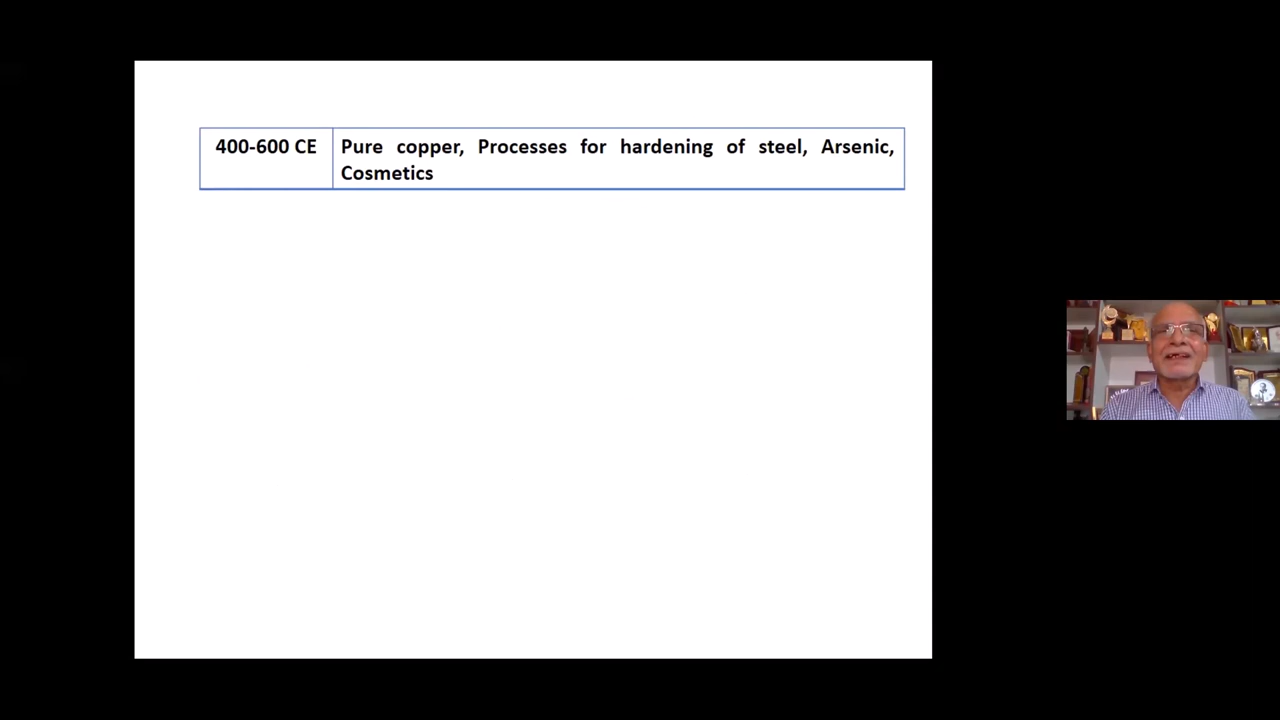 400-600 CE
Pure copper, Processes for hardening of steel, Arsenic,
Cosmetics